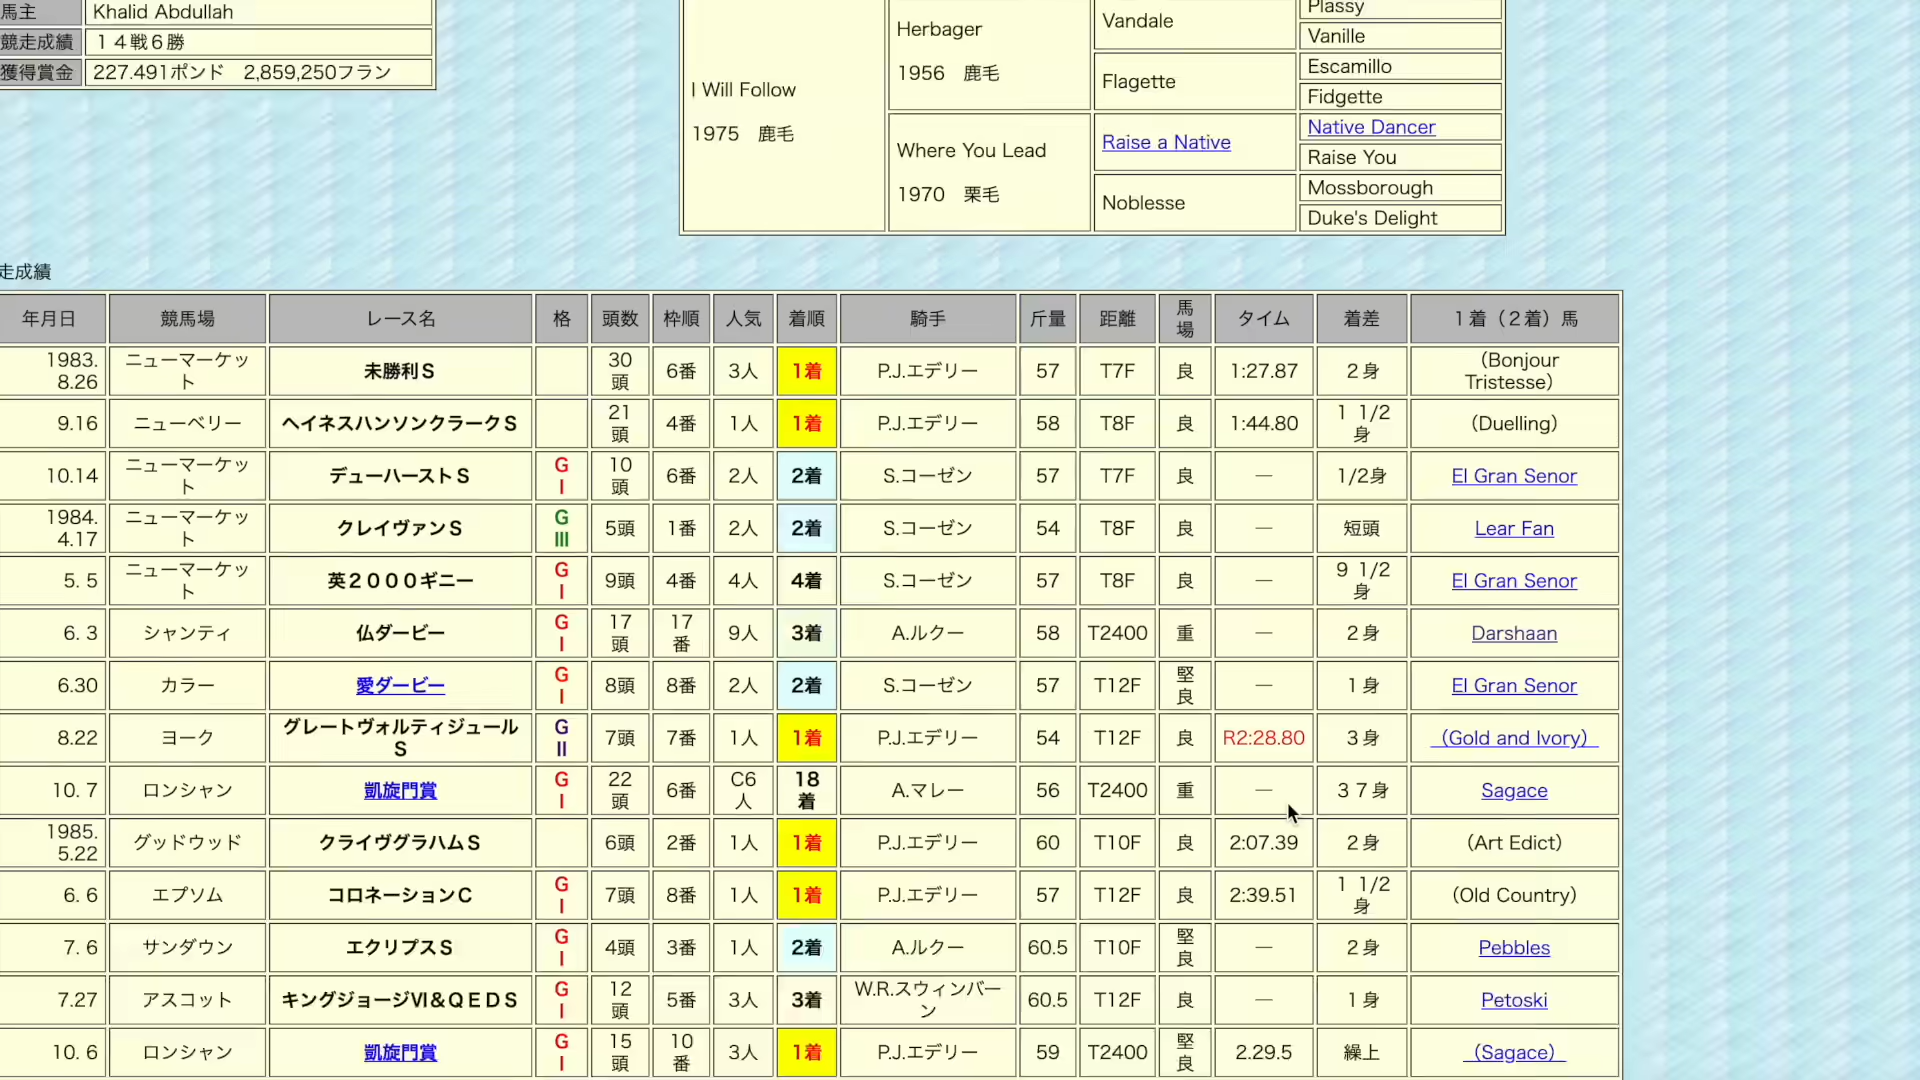 馬主 Khalid Abdullah
競走成績 １４戦６勝
獲得賞金 227.491ポンド　2,859,250フラン
I Will Follow
1975　鹿毛
Herbager
1956　鹿毛
Where You Lead
1970　栗毛
Vandale
Flagette
Raise a Native
Noblesse
Plassy
Vanille
Escamillo
Fidgette
Native Dancer
Raise You
Mossborough
Duke's Delight
走成績
年月日 競馬場 レース名 格 頭数 枠順 人気 着順 騎手 斤量 距離 馬場 タイム 着差 １着（２着）馬
1983. 8.26 ニューマーケット 未勝利Ｓ 30頭 6番 3人 1着 P.J.エデリー 57 T7F 良 1:27.87 ２身 （Bonjour Tristesse）
9.16 ニューベリー ヘイネスハンソンクラークＳ 21頭 4番 1人 1着 P.J.エデリー 58 T8F 良 1:44.80 １ 1/2身 （Duelling）
10.14 ニューマーケット デューハーストＳ GI 10頭 6番 2人 2着 S.コーゼン 57 T7F 良 ― 1/2身 El Gran Senor
1984. 4.17 ニューマーケット クレイヴァンＳ GIII 5頭 1番 2人 2着 S.コーゼン 54 T8F 良 ― 短頭 Lear Fan
5. 5 ニューマーケット 英２０００ギニー GI 9頭 4番 4人 4着 S.コーゼン 57 T8F 良 ― ９ 1/2身 El Gran Senor
6. 3 シャンティ 仏ダービー GI 17頭 17番 9人 3着 A.ルクー 58 T2400 重 ― ２身 Darshaan
6.30 カラー 愛ダービー GI 8頭 8番 2人 2着 S.コーゼン 57 T12F 堅良 ― １身 El Gran Senor
8.22 ヨーク グレートヴォルティジュールＳ GII 7頭 7番 1人 1着 P.J.エデリー 54 T12F 良 R2:28.80 ３身 （Gold and Ivory）
10. 7 ロンシャン 凱旋門賞 GI 22頭 6番 C6人 18着 A.マレー 56 T2400 重 ― ３７身 Sagace
1985. 5.22 グッドウッド クライヴグラハムＳ 6頭 2番 1人 1着 P.J.エデリー 60 T10F 良 2:07.39 ２身 （Art Edict）
6. 6 エプソム コロネーションＣ GI 7頭 8番 1人 1着 P.J.エデリー 57 T12F 良 2:39.51 １ 1/2身 （Old Country）
7. 6 サンダウン エクリプスＳ GI 4頭 3番 1人 2着 A.ルクー 60.5 T10F 堅良 ― ２身 Pebbles
7.27 アスコット キングジョージⅥ＆ＱＥＤＳ GI 12頭 5番 3人 3着 W.R.スウィンバーン 60.5 T12F 良 ― １身 Petoski
10. 6 ロンシャン 凱旋門賞 GI 15頭 10番 3人 1着 P.J.エデリー 59 T2400 堅良 2.29.5 繰上 （Sagace）